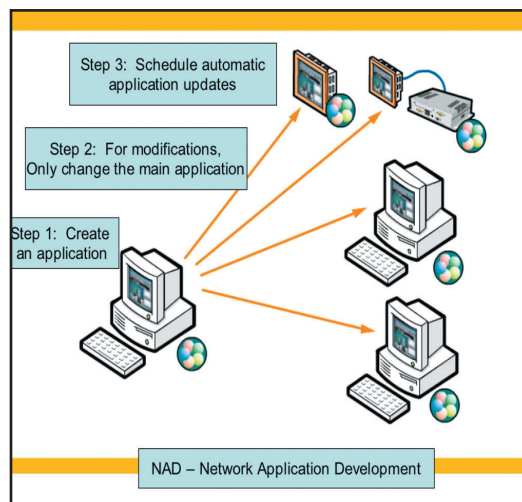 Step 3: Schedule automatic
application updates
Step 2: For modifications,
Only change the main application
Step 1: Create
an application
NAD – Network Application Development